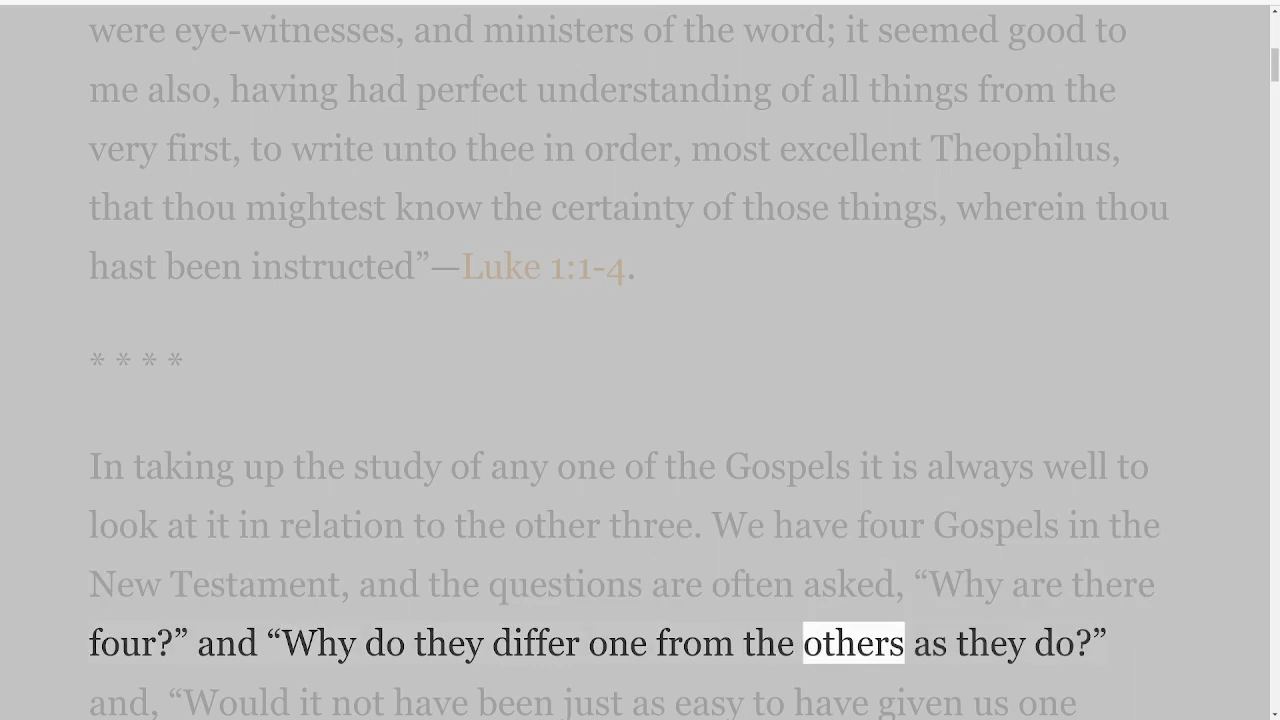 were eye-witnesses, and ministers of the word; it seemed good to
me also, having had perfect understanding of all things from the
very first, to write unto thee in order, most excellent Theophilus,
that thou mightest know the certainty of those things, wherein thou
hast been instructed”—Luke 1:1-4.
* * * *
In taking up the study of any one of the Gospels it is always well to
look at it in relation to the other three. We have four Gospels in the
New Testament, and the questions are often asked, “Why are there
four?” and “Why do they differ one from the others as they do?”
and, “Would it not have been just as easy to have given us one